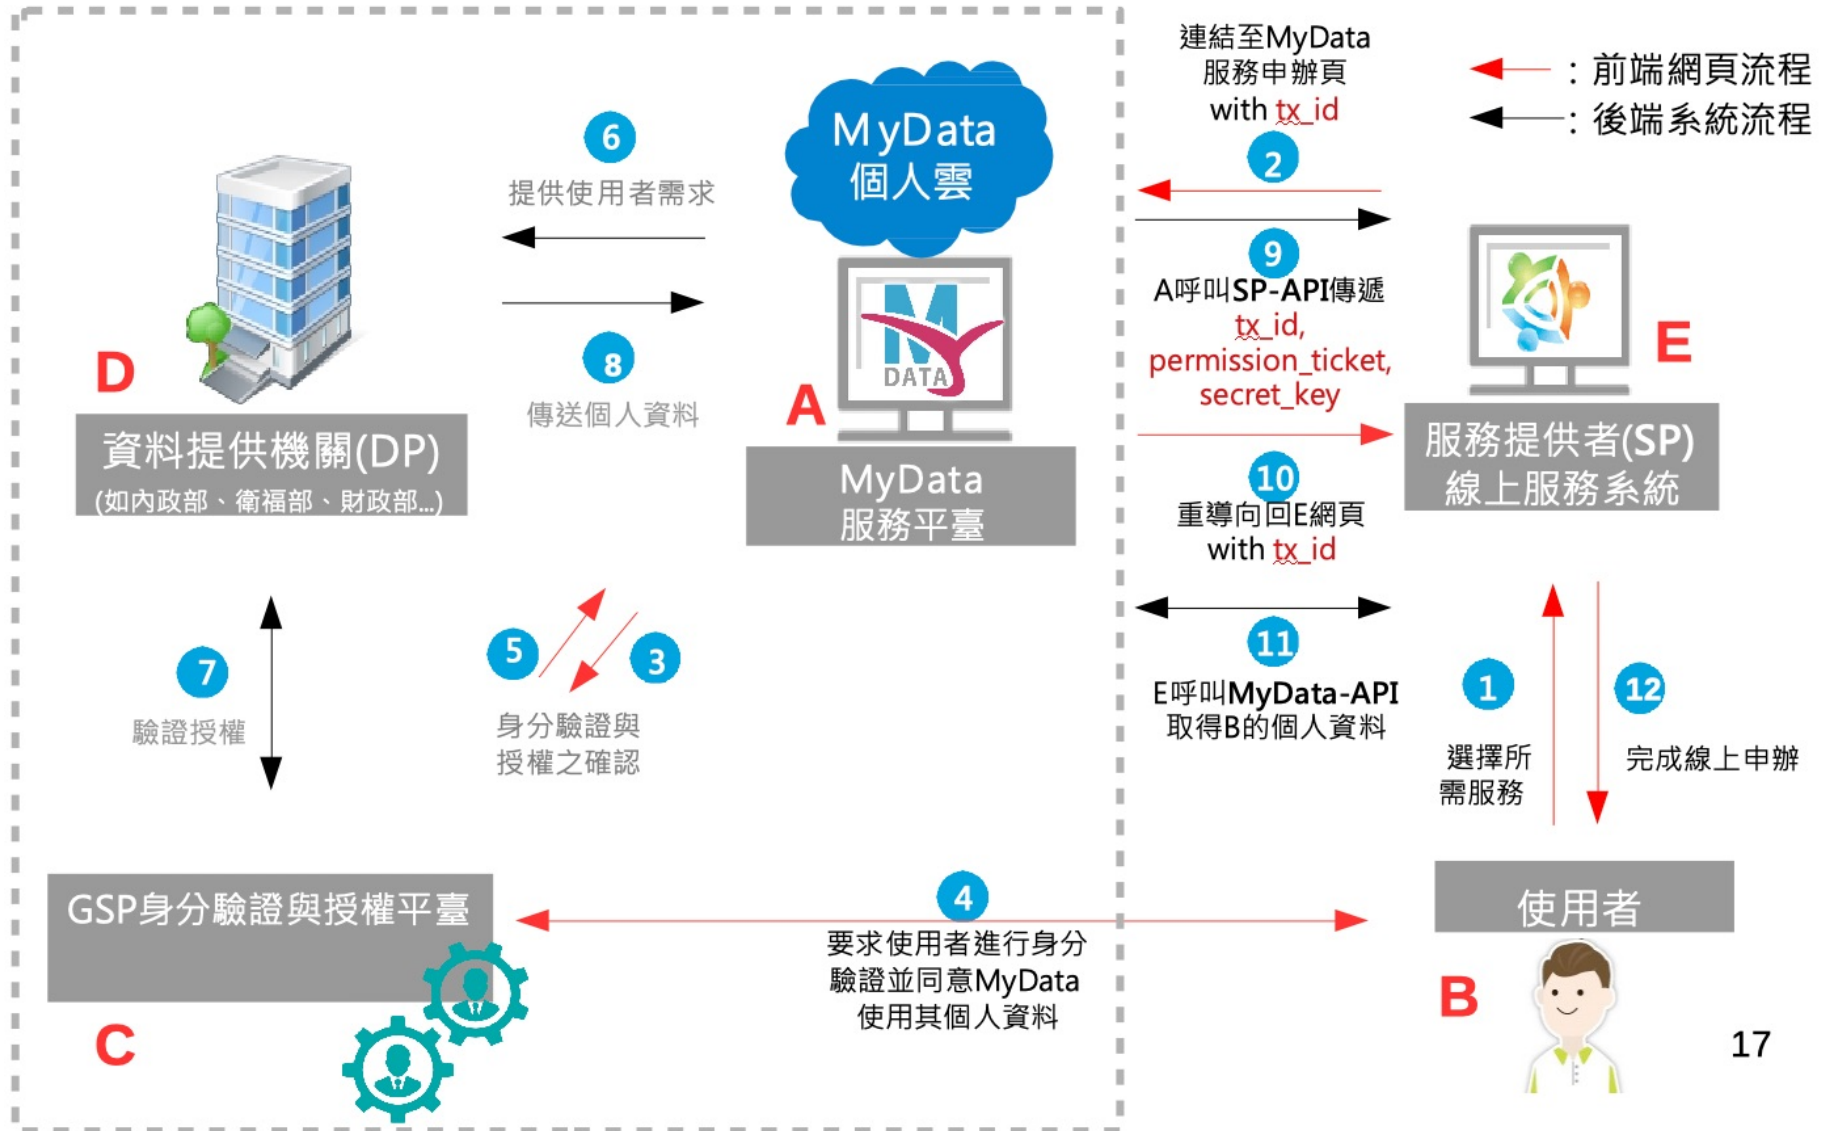 連結至MyData
服務申辦頁
with tx_id
：前端網頁流程
：後端系統流程
2
MyData
個人雲
6
提供使用者需求
9
A呼叫SP-API傳遞
tx_id,
permission_ticket,
secret_key
M
DATA
8
傳送個人資料
D
A
E
資料提供機關(DP)
(如內政部、衛福部、財政部...)
MyData
服務平臺
服務提供者(SP)
線上服務系統
10
重導向回E網頁
with tx_id
7
驗證授權
5
3
身分驗證與
授權之確認
11
E呼叫MyData-API
取得B的個人資料
1
選擇所
需服務
12
完成線上申辦
GSP身分驗證與授權平臺
C
4
要求使用者進行身分
驗證並同意MyData
使用其個人資料
使用者
B
17